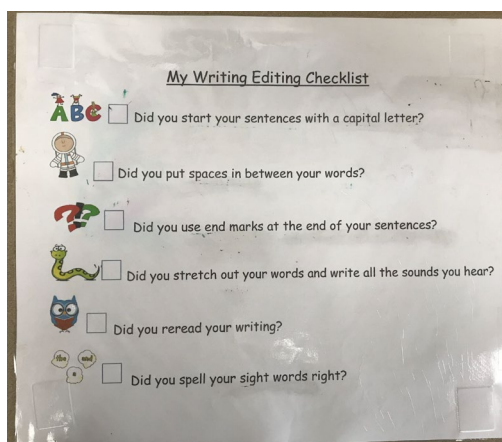 My Writing Editing Checklist
ABC Did you start your sentences with a capital letter?
Did you put spaces in between your words?
Did you use end marks at the end of your sentences?
Did you stretch out your words and write all the sounds you hear?
Did you reread your writing?
the and
a
Did you spell your sight words right?